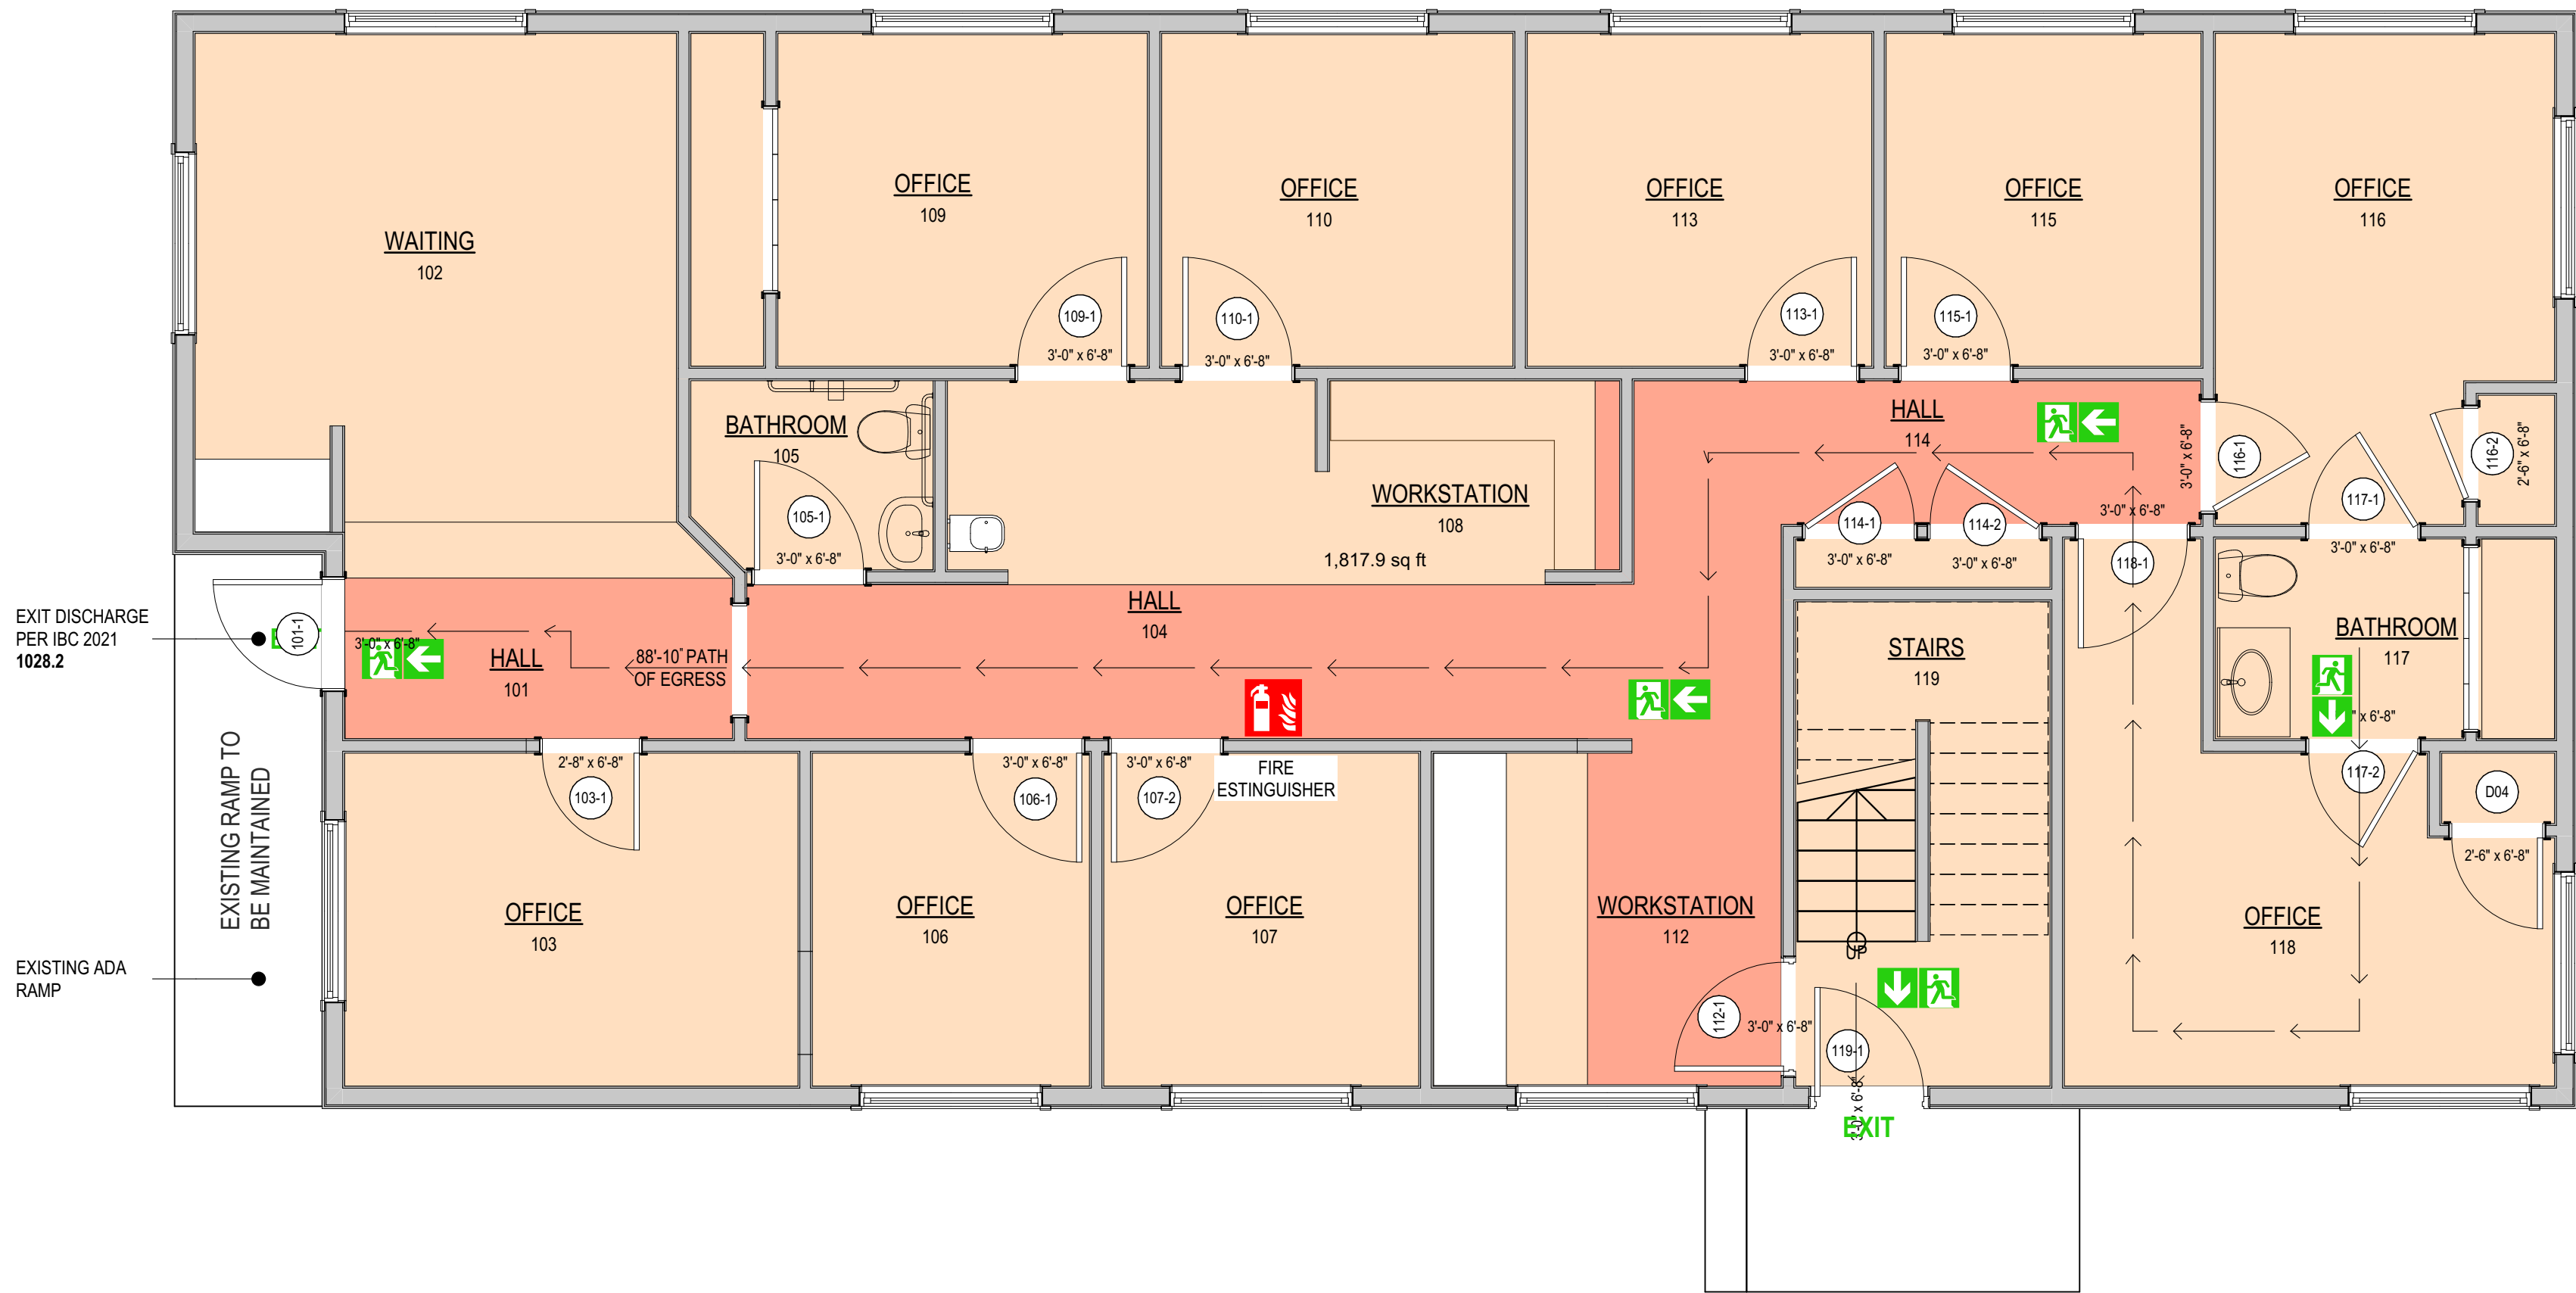 OFFICE
109
OFFICE
110
OFFICE
113
OFFICE
115
OFFICE
116
WAITING
102
109-1
3'-0" x 6'-8"
110-1
3'-0" x 6'-8"
113-1
3'-0" x 6'-8"
115-1
3'-0" x 6'-8"
BATHROOM
105
105-1
3'-0" x 6'-8"
WORKSTATION
108
1,817.9 sq ft
HALL
114
114-1
3'-0" x 6'-8"
114-2
3'-0" x 6'-8"
3'-0" x 6'-8"
118-1
3'-0" x 6'-8"
116-1
117-1
3'-0" x 6'-8"
116-2
2'-6" x 6'-8"
EXIT DISCHARGE
PER IBC 2021
1028.2
101-1
3'-0" x 6'-8"
HALL
101
88'-10" PATH
OF EGRESS
HALL
104
STAIRS
119
BATHROOM
117
" x 6'-8"
117-2
D04
2'-6" x 6'-8"
2'-8" x 6'-8"
103-1
3'-0" x 6'-8"
106-1
3'-0" x 6'-8"
107-2
FIRE
ESTINGUISHER
EXISTING RAMP TO
BE MAINTAINED
EXISTING ADA
RAMP
OFFICE
103
OFFICE
106
OFFICE
107
WORKSTATION
112
UP
OFFICE
118
112-1
3'-0" x 6'-8"
119-1
3'-0" x 6'-8"
EXIT